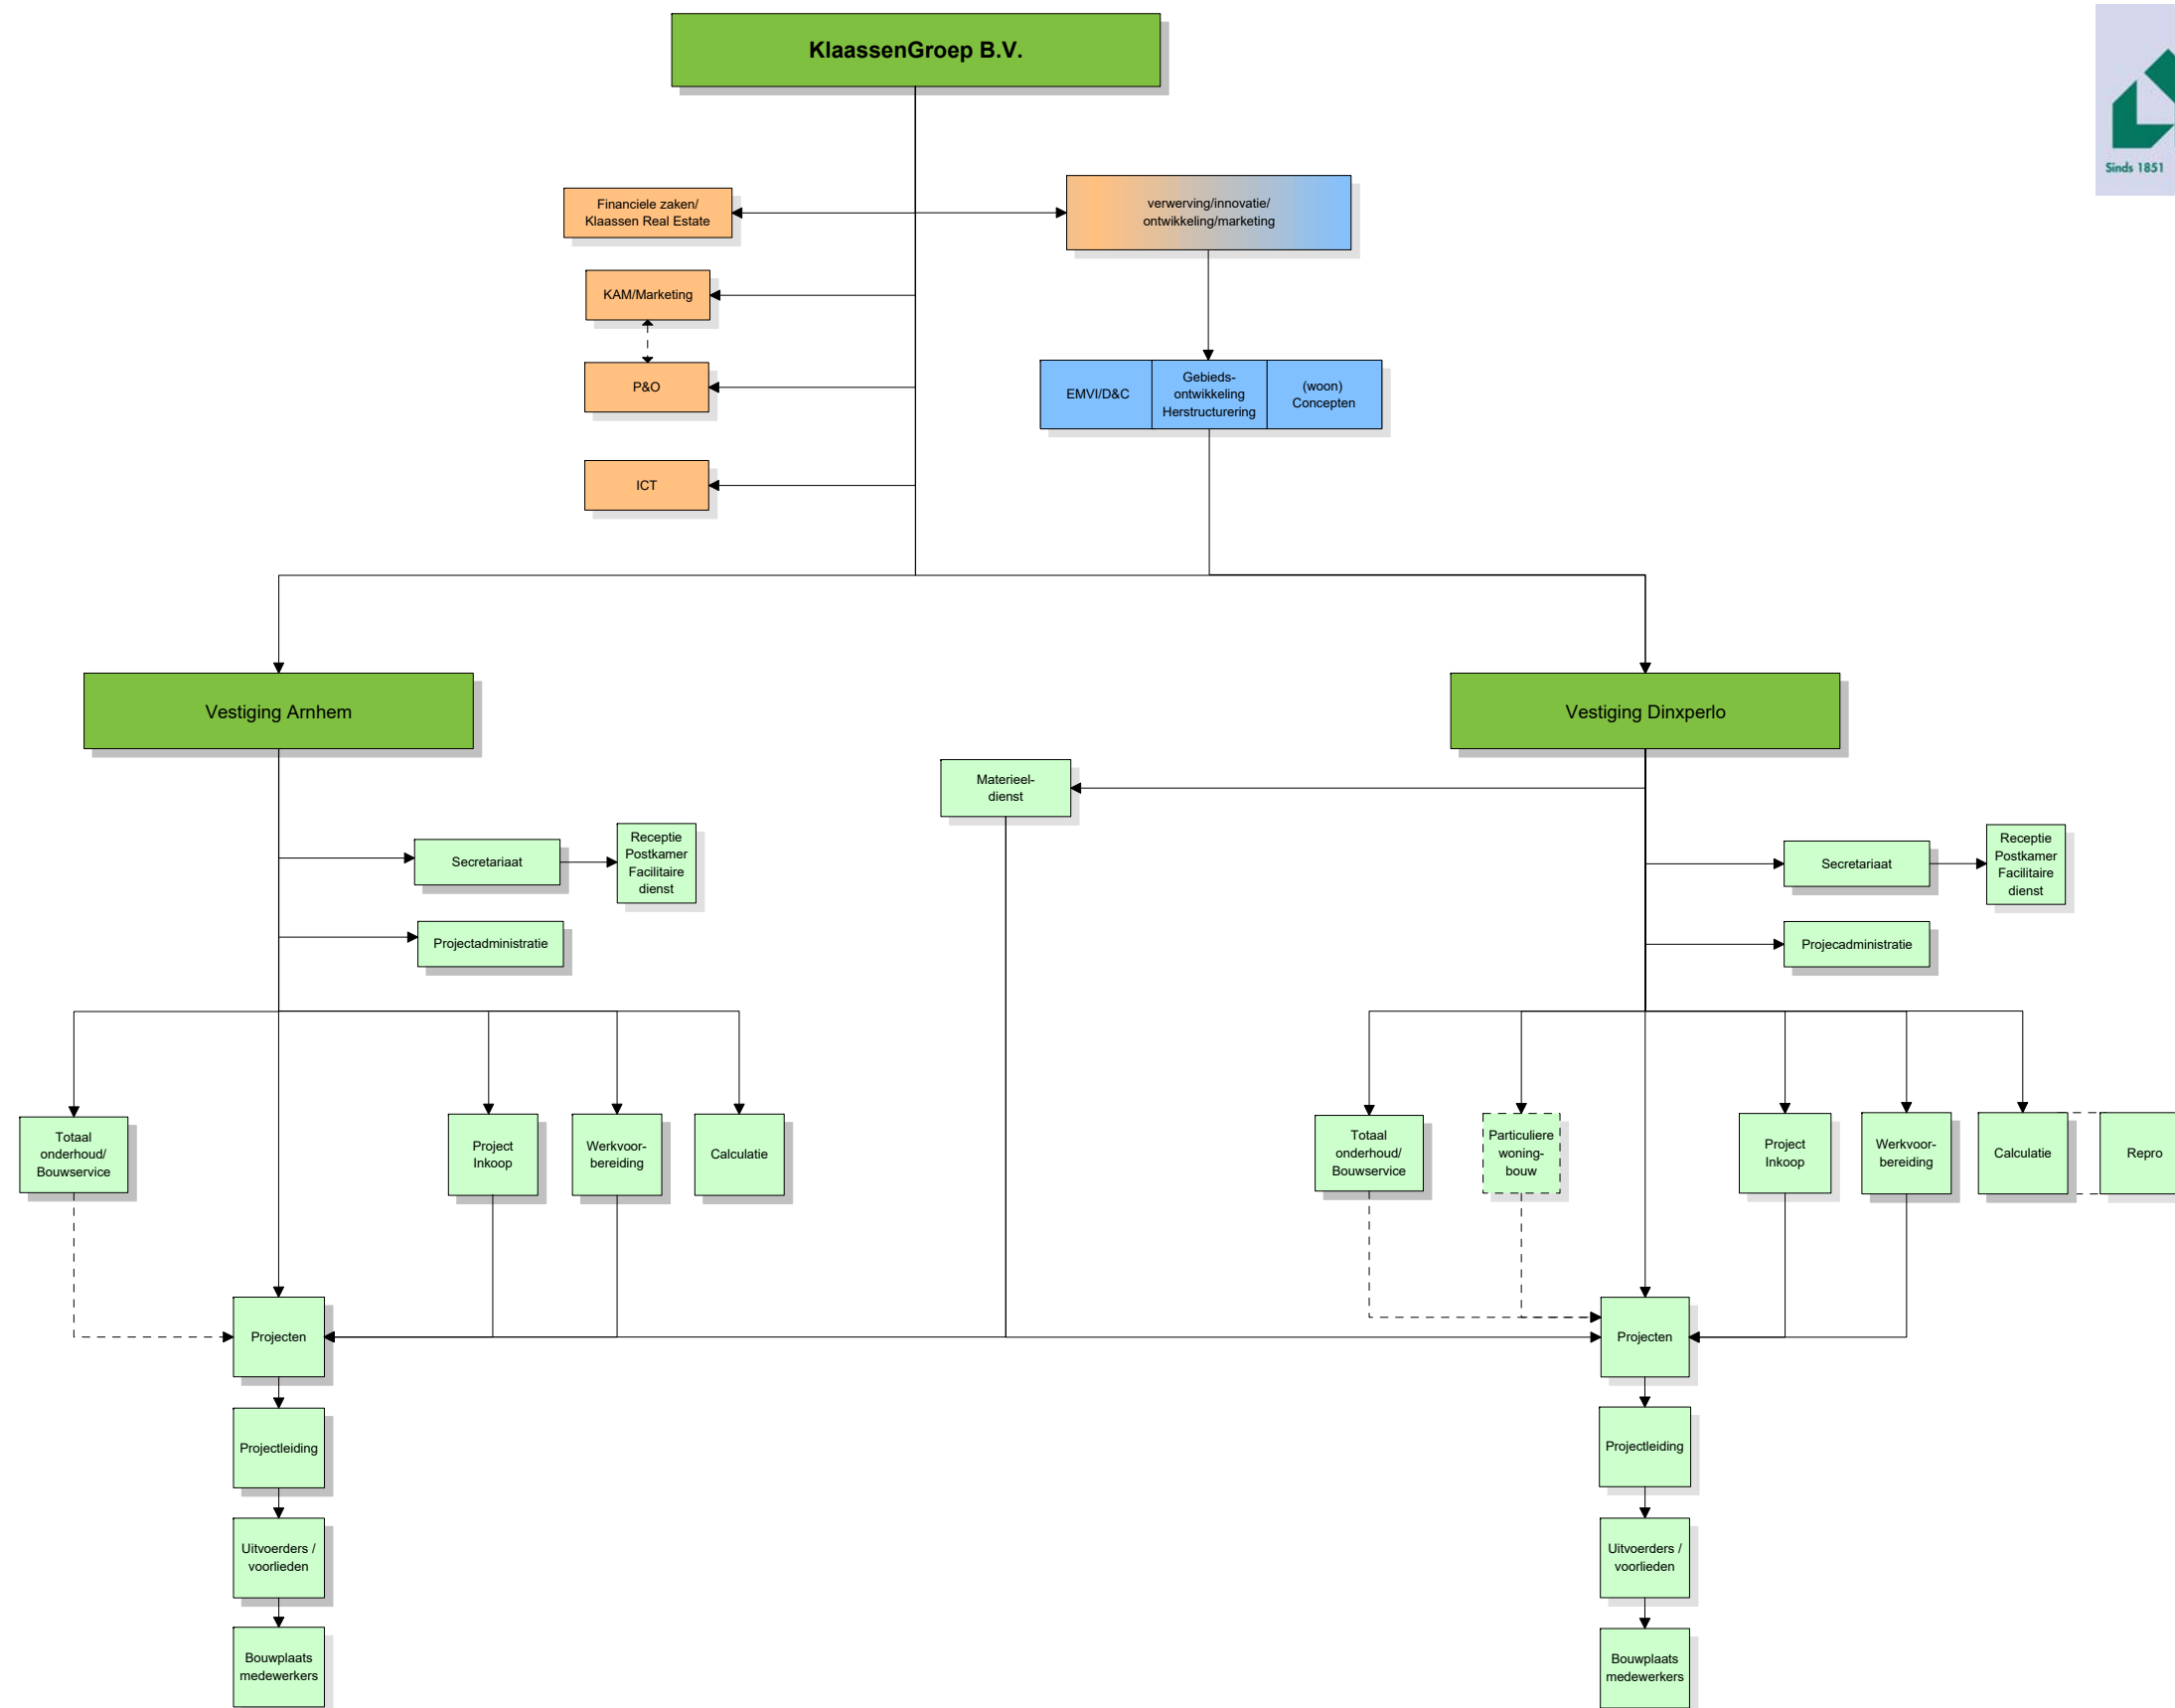 KlaassenGroep B.V.
Sinds 1851
Financiele zaken/
Klaassen Real Estate
verwerving/innovatie/
ontwikkeling/marketing
KAM/Marketing
P&O
EMVI/D&C
Gebieds-
ontwikkeling
Herstructurering
(woon)
Concepten
ICT
Vestiging Arnhem
Vestiging Dinxperlo
Materieel-
dienst
Secretariaat
Receptie
Postkamer
Facilitaire
dienst
Secretariaat
Receptie
Postkamer
Facilitaire
dienst
Projectadministratie
Projecadministratie
Totaal
onderhoud/
Bouwservice
Project
Inkoop
Werkvoor-
bereiding
Calculatie
Totaal
onderhoud/
Bouwservice
Particuliere
woning-
bouw
Project
Inkoop
Werkvoor-
bereiding
Calculatie
Repro
Projecten
Projecten
Projectleiding
Projectleiding
Uitvoerders /
voorlieden
Uitvoerders /
voorlieden
Bouwplaats
medewerkers
Bouwplaats
medewerkers